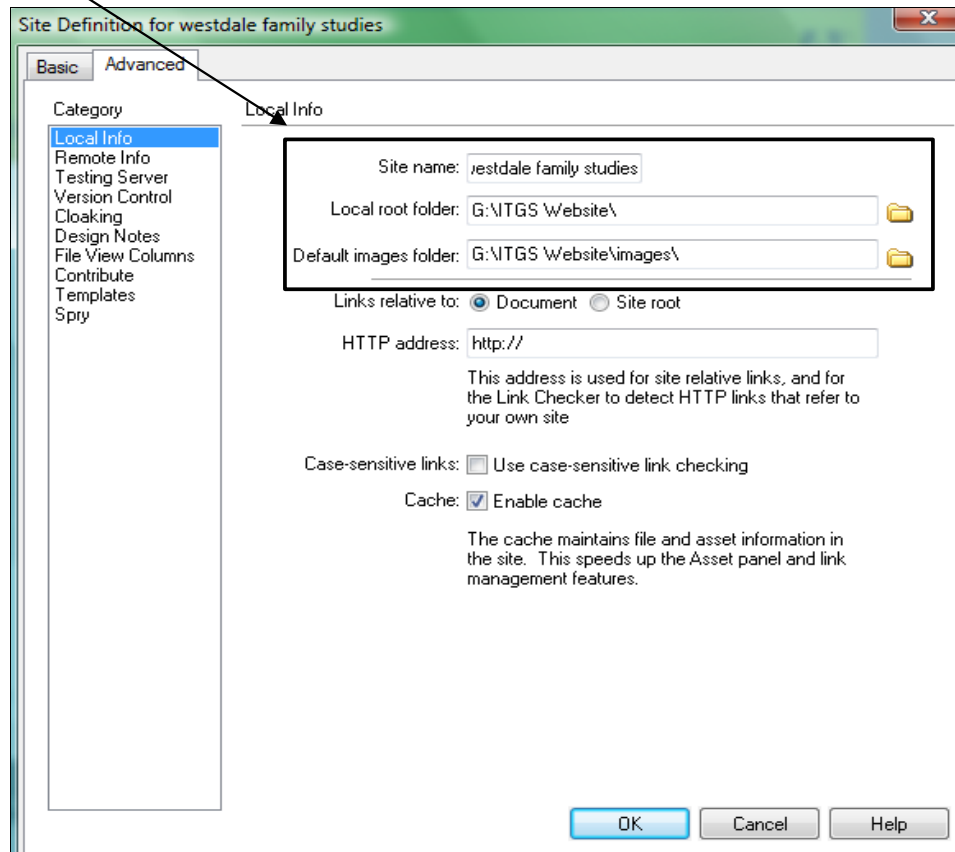 Site Definition for westdale family studies
Basic Advanced
Category
Local Info
Remote Info
Testing Server
Version Control
Cloaking
Design Notes
File View Columns
Contribute
Templates
Spry
Local Info
Site name: westdale family studies
Local root folder: G:\ITGS Website\
Default images folder: G:\ITGS Website\images\
Links relative to: Document Site root
HTTP address: http://
This address is used for site relative links, and for
the Link Checker to detect HTTP links that refer to
your own site
Case-sensitive links: Use case-sensitive link checking
Cache: Enable cache
The cache maintains file and asset information in
the site. This speeds up the Asset panel and link
management features.
OK Cancel Help